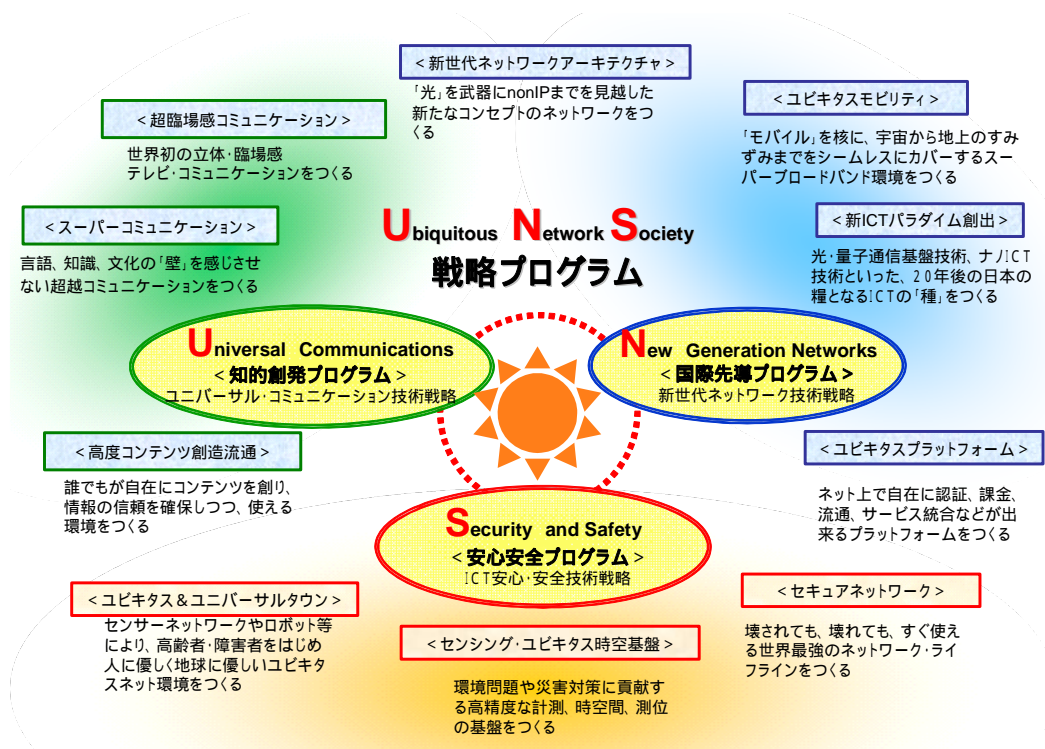 <新世代ネットワークアーキテクチャ>
「光」を武器にnonIPまでを見越した
新たなコンセプトのネットワークをつ
くる
<超臨場感コミュニケーション>
世界初の立体・臨場感
テレビ・コミュニケーションをつくる
<ユビキタスモビリティ>
「モバイル」を核に、宇宙から地上のすみ
ずみまでをシームレスにカバーするスー
パーブロードバンド環境をつくる
<スーパーコミュニケーション>
言語、知識、文化の「壁」を感じさせ
ない超越コミュニケーションをつくる
Ubiquitous Network Society
戦略プログラム
<新ICTパラダイム創出>
光・量子通信基盤技術、ナノICT
技術といった、20年後の日本の
糧となるICTの「種」をつくる
Universal Communications
<知的創発プログラム>
ユニバーサル・コミュニケーション技術戦略
New Generation Networks
<国際先導プログラム>
新世代ネットワーク技術戦略
<高度コンテンツ創造流通>
誰でもが自在にコンテンツを創り、
情報の信頼を確保しつつ、使える
環境をつくる
<ユビキタスプラットフォーム>
ネット上で自在に認証、課金、
流通、サービス統合などが出
来るプラットフォームをつくる
Security and Safety
<安心安全プログラム>
ICT安心・安全技術戦略
<ユビキタス&ユニバーサルタウン>
センサーネットワークやロボット等
により、高齢者・障害者をはじめ
人に優しく地球に優しいユビキタ
スネット環境をつくる
<センシング・ユビキタス時空基盤>
環境問題や災害対策に貢献す
る高精度な計測、時空間、測位
の基盤をつくる
<セキュアネットワーク>
壊されても、壊れても、すぐ使え
る世界最強のネットワーク・ライ
フラインをつくる